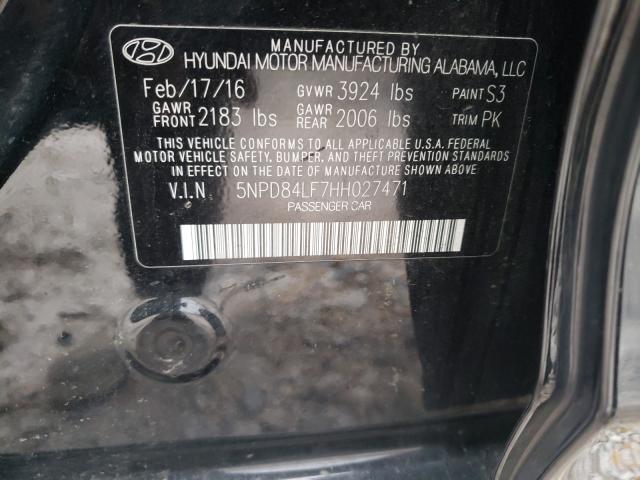 MANUFACTURED BY
HYUNDAI MOTOR MANUFACTURING ALABAMA, LLC
Feb/17/16 GVWR 3924 lbs PAINT S3
GAWR FRONT 2183 lbs GAWR REAR 2006 lbs TRIM PK
THIS VEHICLE CONFORMS TO ALL APPLICABLE U.S.A. FEDERAL
MOTOR VEHICLE SAFETY, BUMPER, AND THEFT PREVENTION STANDARDS
IN EFFECT ON THE DATE OF MANUFACTURE SHOWN ABOVE.
V.I.N 5NPD84LF7HH027471
PASSENGER CAR